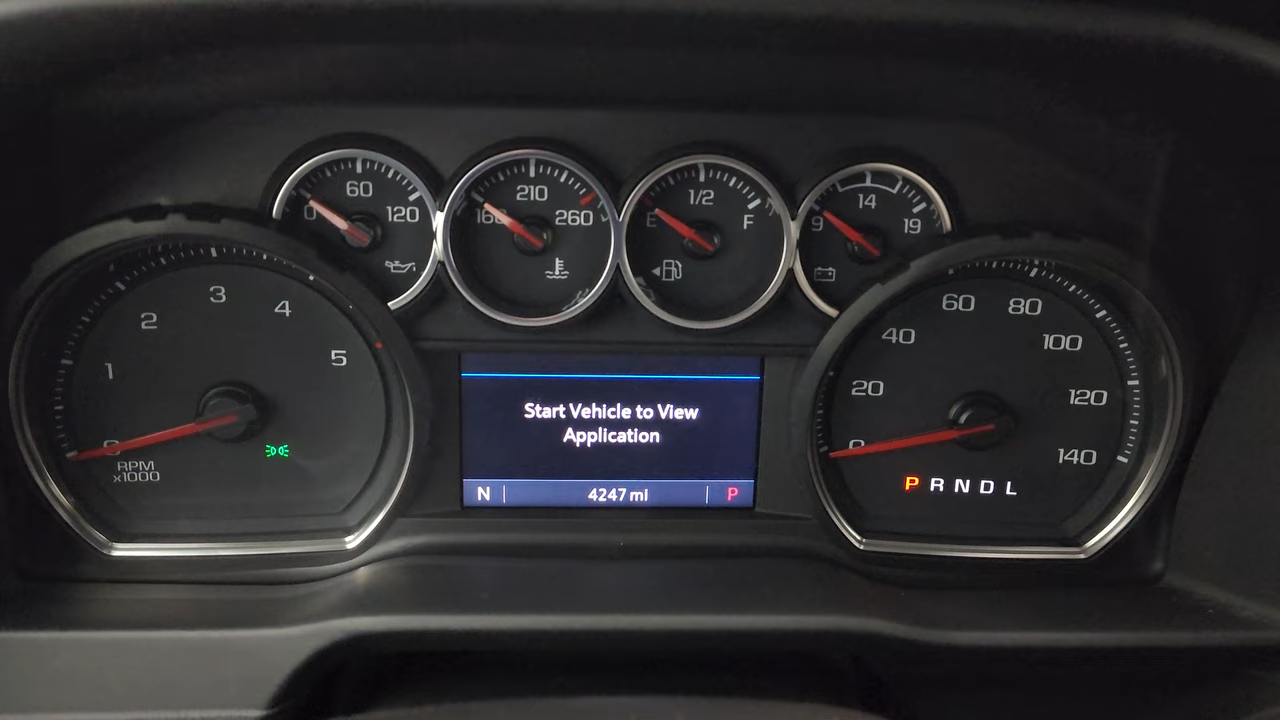 0 60 120
160 210 260
E 1/2 F
9 14 19
0 1 2 3 4 5
RPM
x1000
Start Vehicle to View
Application
N 4247 mi P
0 20 40 60 80 100 120 140
P R N D L